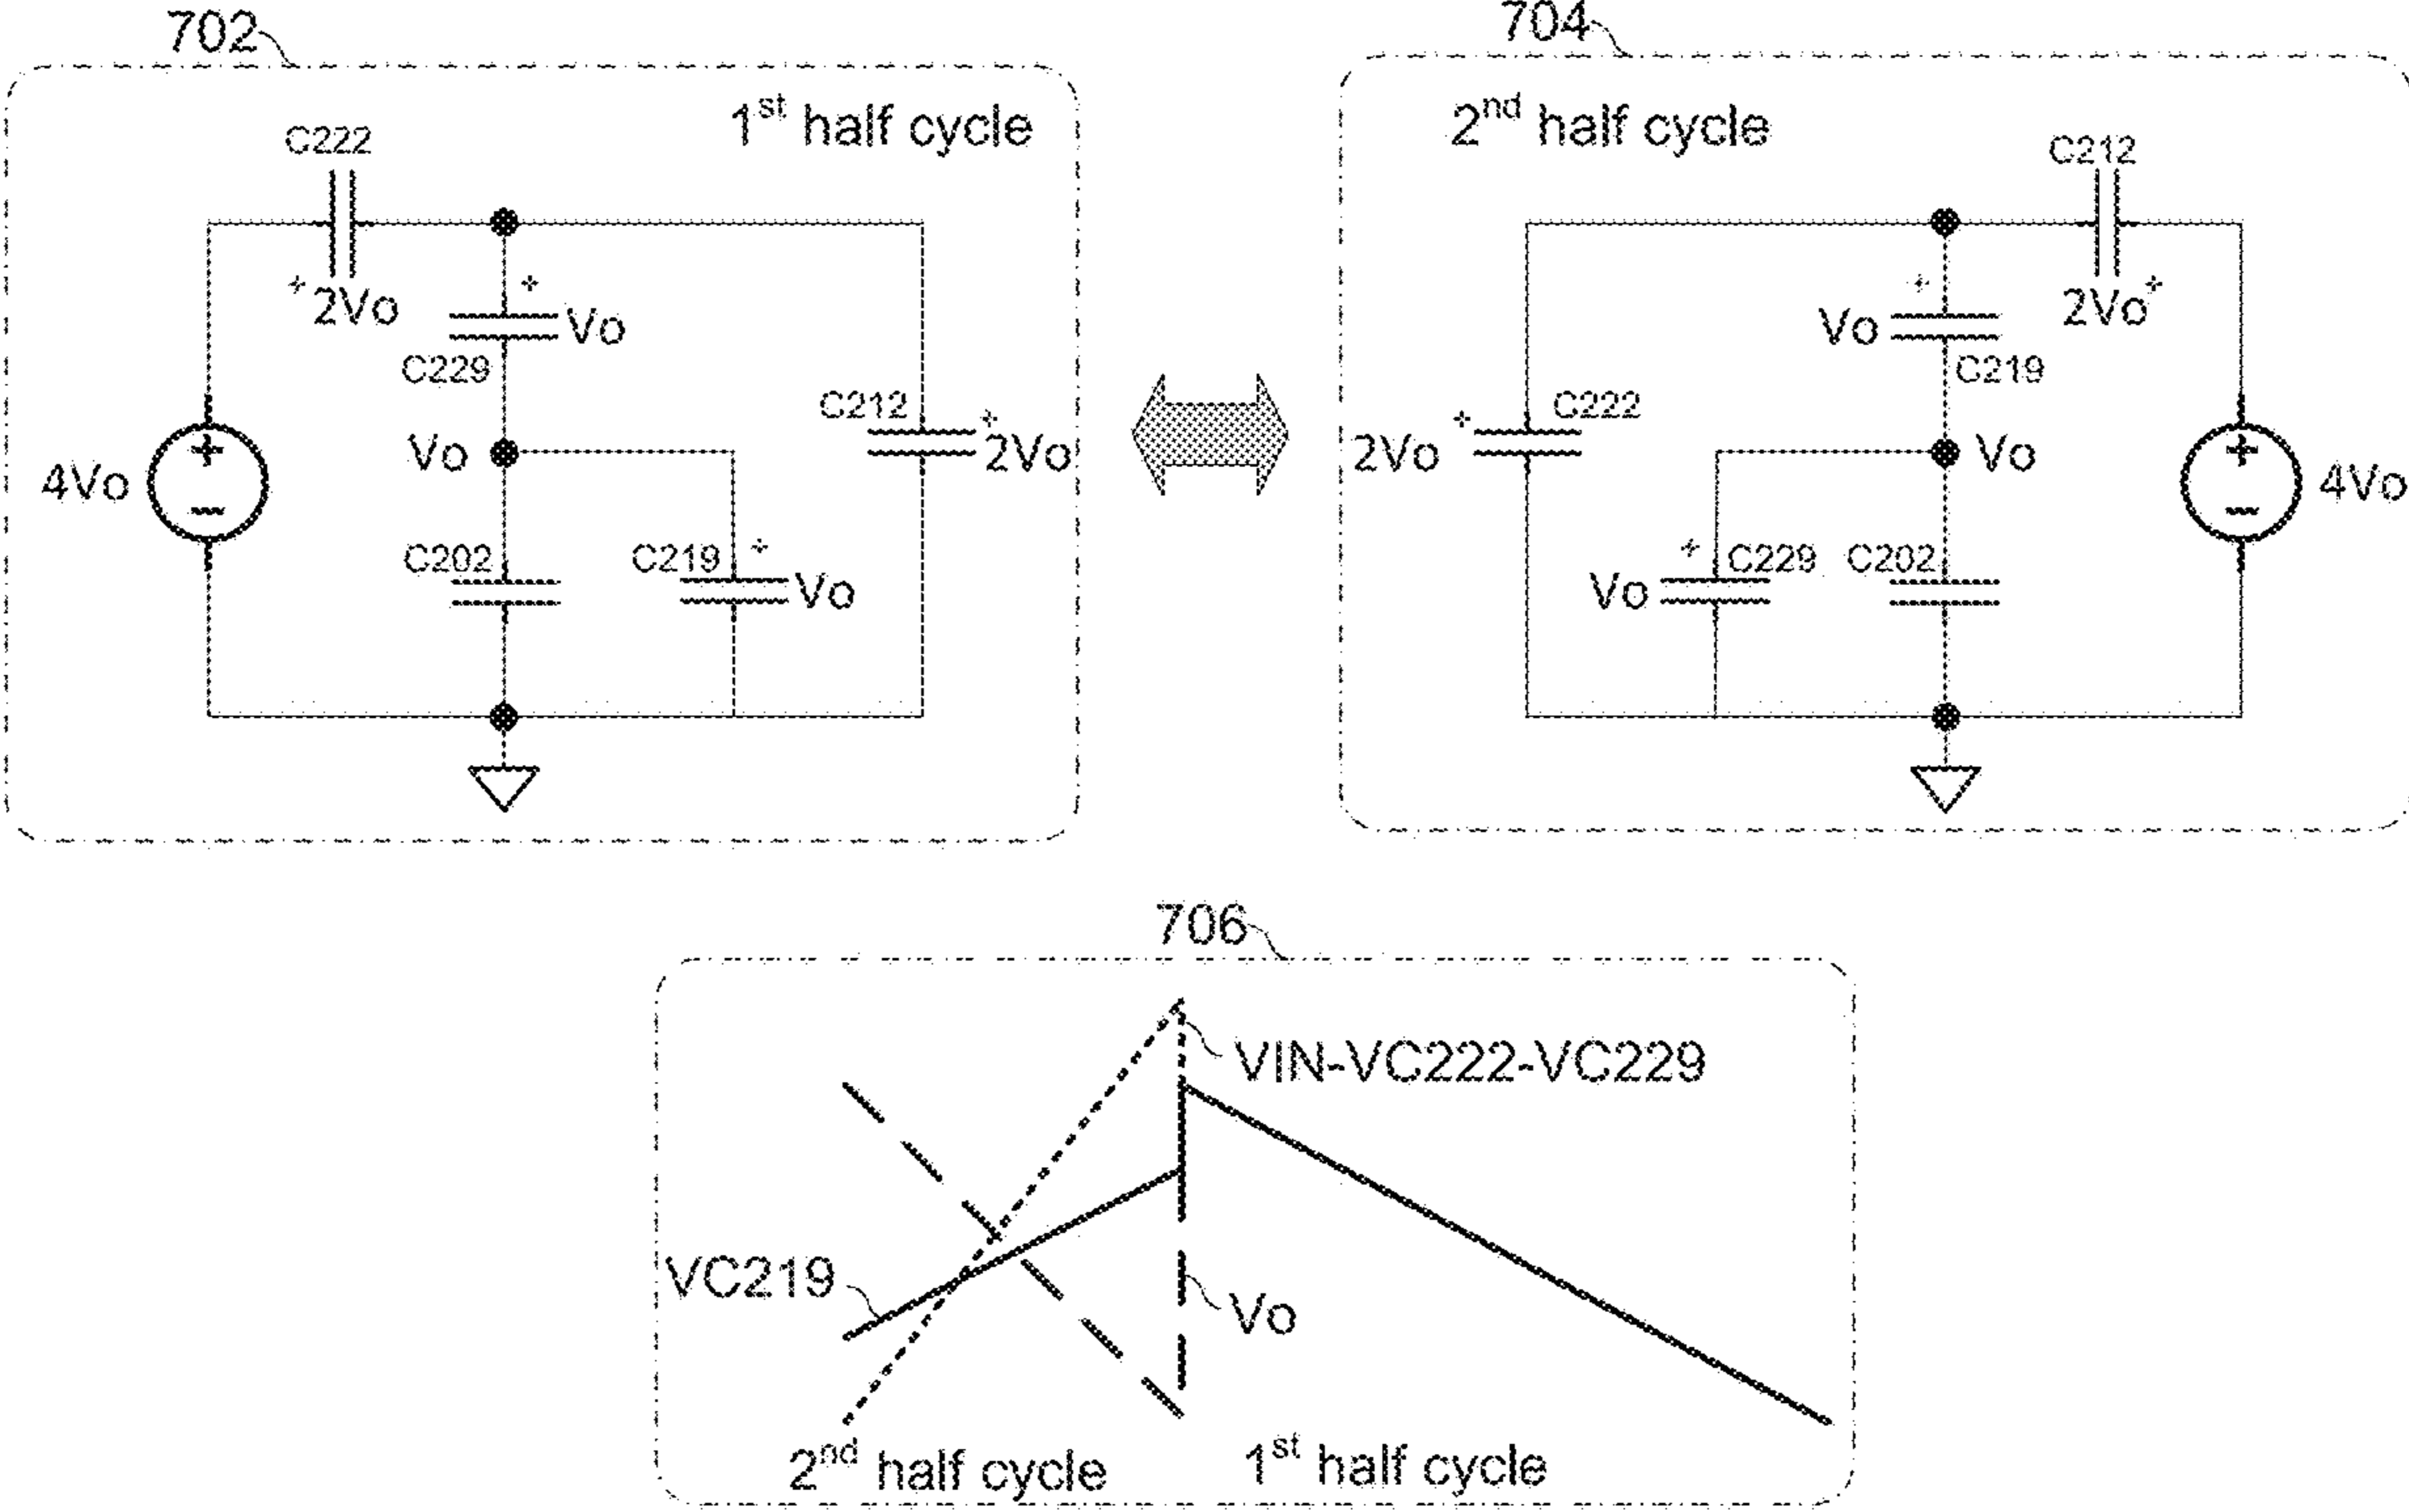 702
1st half cycle
C222
+
2Vo
+
Vo
C229
C212
+
2Vo
Vo
4Vo
+
−
C202
C219
+
Vo
704
2nd half cycle
C212
2Vo
+
+
Vo
C219
+
C222
2Vo
Vo
+
−
4Vo
+
C229
C202
Vo
706
VIN-VC222-VC229
VC219
Vo
2nd half cycle
1st half cycle